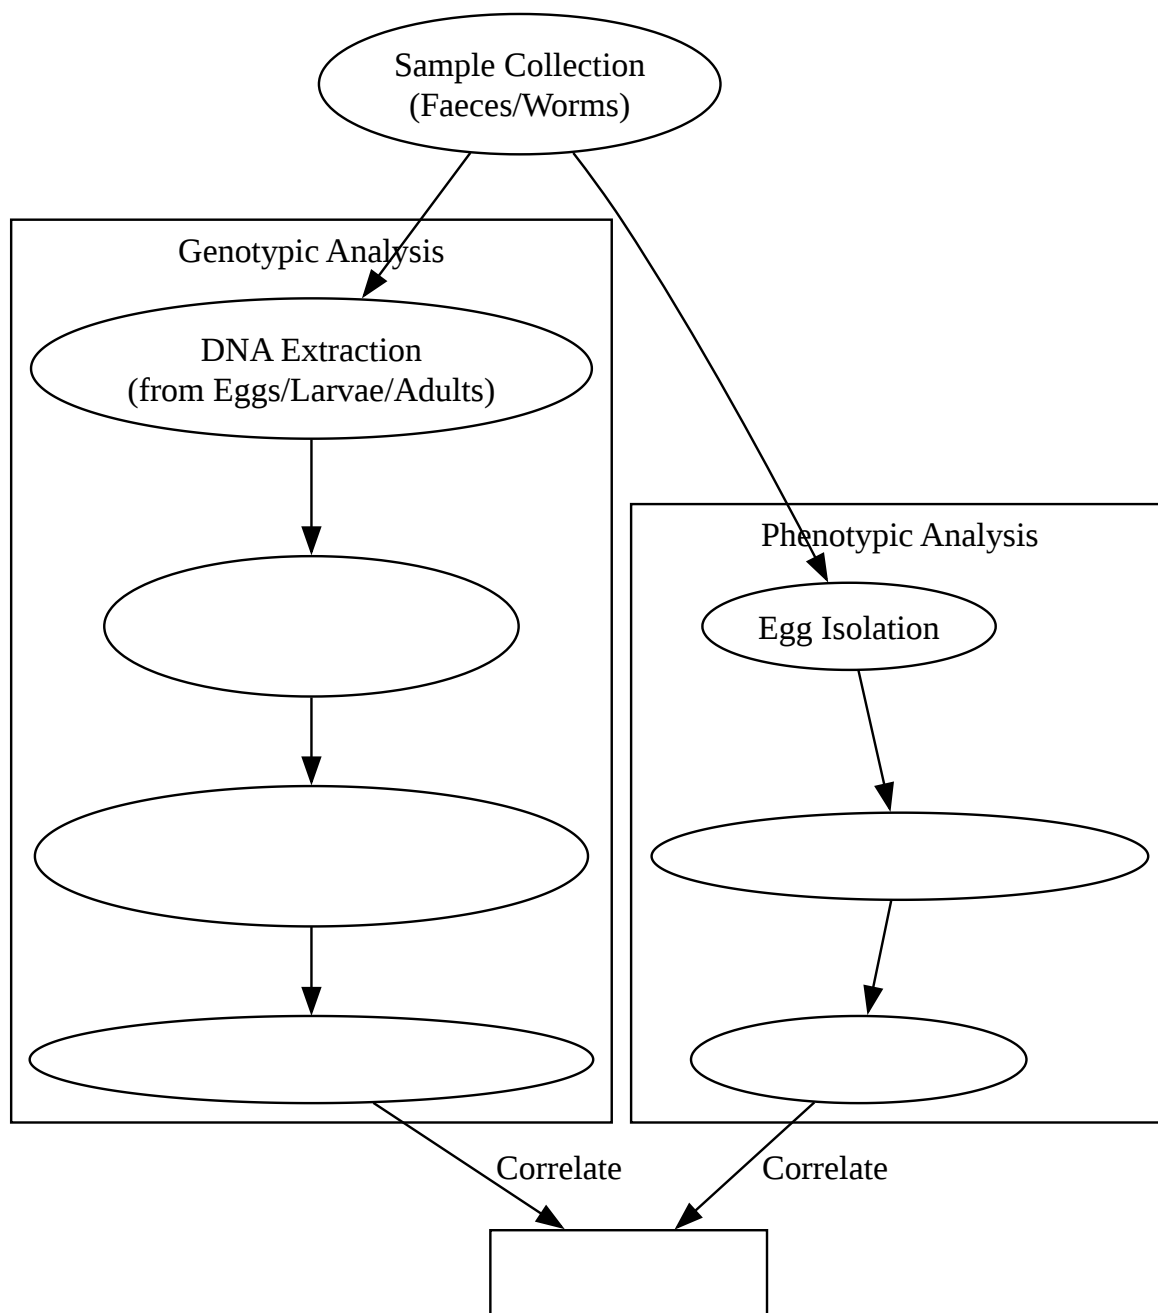 Sample Collection
(Faeces/Worms)
Genotypic Analysis
DNA Extraction
(from Eggs/Larvae/Adults)
Phenotypic Analysis
Egg Isolation
Correlate
Correlate